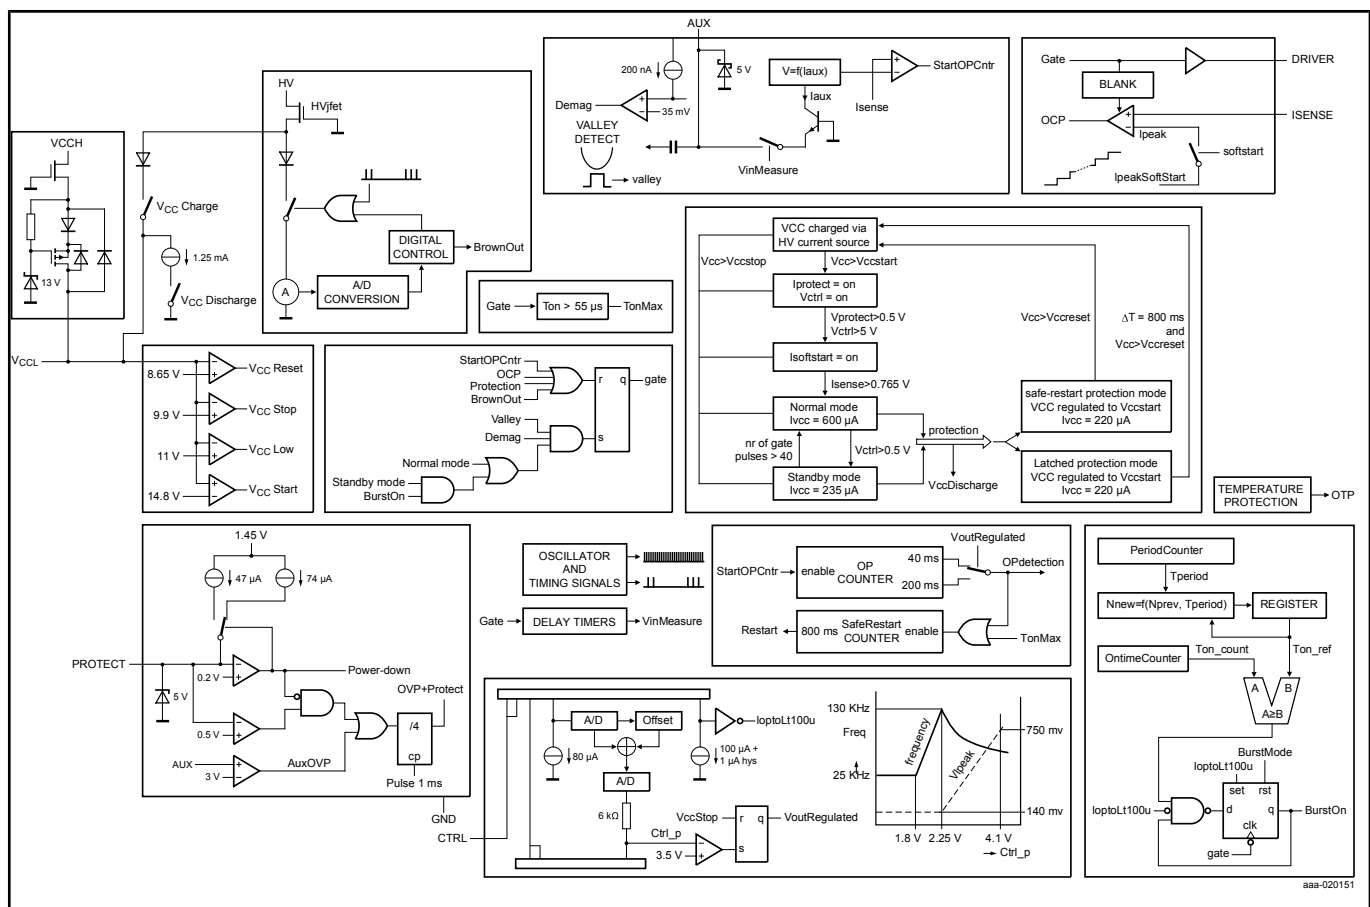 AUX
200 nA
5 V
V=f(Iaux)
StartOPCntr
Iaux
Isense
Demag
35 mV
VALLEY
DETECT
VinMeasure
valley
Gate
DRIVER
BLANK
OCP
ISENSE
Ipeak
softstart
IpeakSoftStart
HV
HVjfet
DIGITAL
CONTROL
BrownOut
A
A/D
CONVERSION
VCCH
13 V
VCC Charge
1.25 mA
VCC Discharge
VCCL
8.65 V
VCC Reset
9.9 V
VCC Stop
11 V
VCC Low
14.8 V
VCC Start
Gate
Ton > 55 µs
TonMax
StartOPCntr
OCP
Protection
BrownOut
r
q
gate
Valley
Demag
s
Normal mode
Standby mode
BurstOn
VCC charged via
HV current source
Vcc>Vccstop
Vcc>Vccstart
Iprotect = on
Vctrl = on
Vprotect>0.5 V
Vctrl>5 V
Vcc>Vccreset
ΔT = 800 ms
and
Vcc>Vccreset
Isoftstart = on
Isense>0.765 V
Normal mode
Ivcc = 600 µA
nr of gate
pulses > 40
Vctrl>0.5 V
Standby mode
Ivcc = 235 µA
protection
VccDischarge
safe-restart protection mode
VCC regulated to Vccstart
Ivcc = 220 µA
Latched protection mode
VCC regulated to Vccstart
Ivcc = 220 µA
TEMPERATURE
PROTECTION
OTP
1.45 V
47 µA
74 µA
PROTECT
0.2 V
Power-down
5 V
OVP+Protect
0.5 V
/4
cp
AUX
3 V
AuxOVP
Pulse 1 ms
GND
OSCILLATOR
AND
TIMING SIGNALS
Gate
DELAY TIMERS
VinMeasure
VoutRegulated
StartOPCntr
enable
OP
COUNTER
40 ms
200 ms
OPdetection
Restart
800 ms
SafeRestart
COUNTER
enable
TonMax
CTRL
A/D
Offset
IoptoLt100u
80 µA
100 µA +
1 µA hys
A/D
6 kΩ
VccStop
r
q
VoutRegulated
Ctrl_p
3.5 V
s
130 KHz
Freq
25 KHz
frequency
VIpeak
750 mv
140 mv
1.8 V
2.25 V
4.1 V
Ctrl_p
PeriodCounter
Tperiod
Nnew=f(Nprev, Tperiod)
REGISTER
Ton_count
Ton_ref
OntimeCounter
A
B
A≥B
BurstMode
IoptoLt100u
set
rst
IoptoLt100u
d
q
BurstOn
clk
gate
aaa-020151